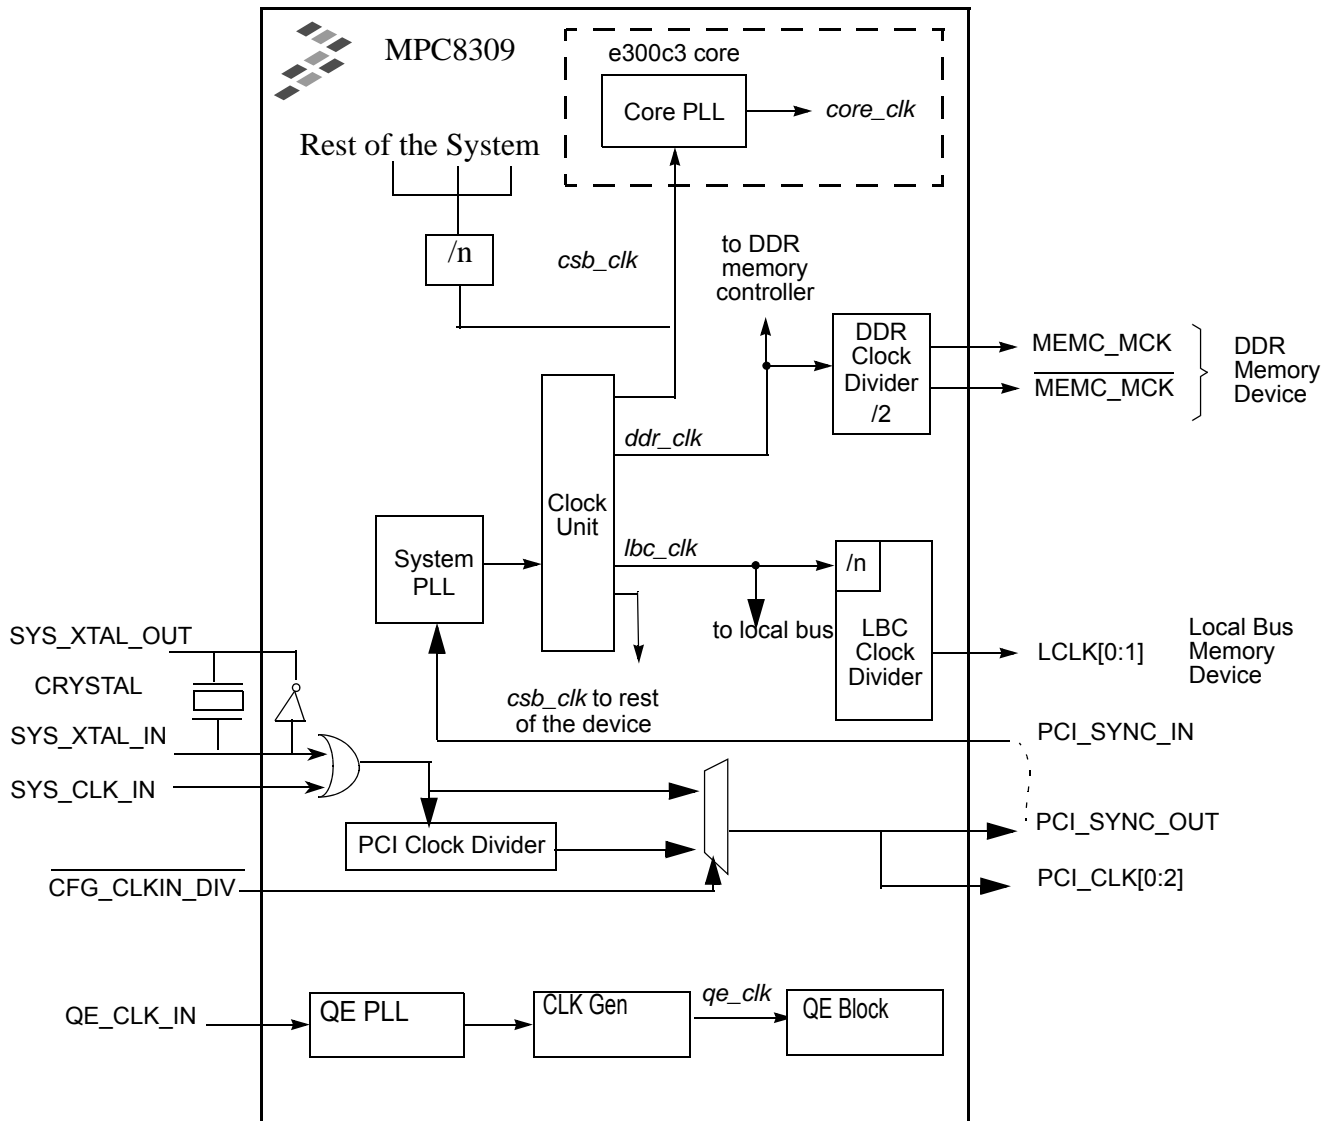 MPC8309
e300c3 core
Core PLL
core_clk
Rest of the System
/n
csb_clk
to DDR
memory
controller
DDR
Clock
Divider
/2
MEMC_MCK
MEMC_MCK
DDR
Memory
Device
ddr_clk
Clock
Unit
System
PLL
lbc_clk
/n
LBC
Clock
Divider
to local bus
LCLK[0:1]
Local Bus
Memory
Device
SYS_XTAL_OUT
CRYSTAL
SYS_XTAL_IN
SYS_CLK_IN
csb_clk to rest
of the device
PCI_SYNC_IN
PCI Clock Divider
PCI_SYNC_OUT
CFG_CLKIN_DIV
PCI_CLK[0:2]
QE_CLK_IN
QE PLL
CLK Gen
qe_clk
QE Block